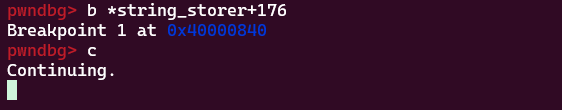 pwndbg> b *string_storer+176
Breakpoint 1 at 0x40000840
pwndbg> c
Continuing.